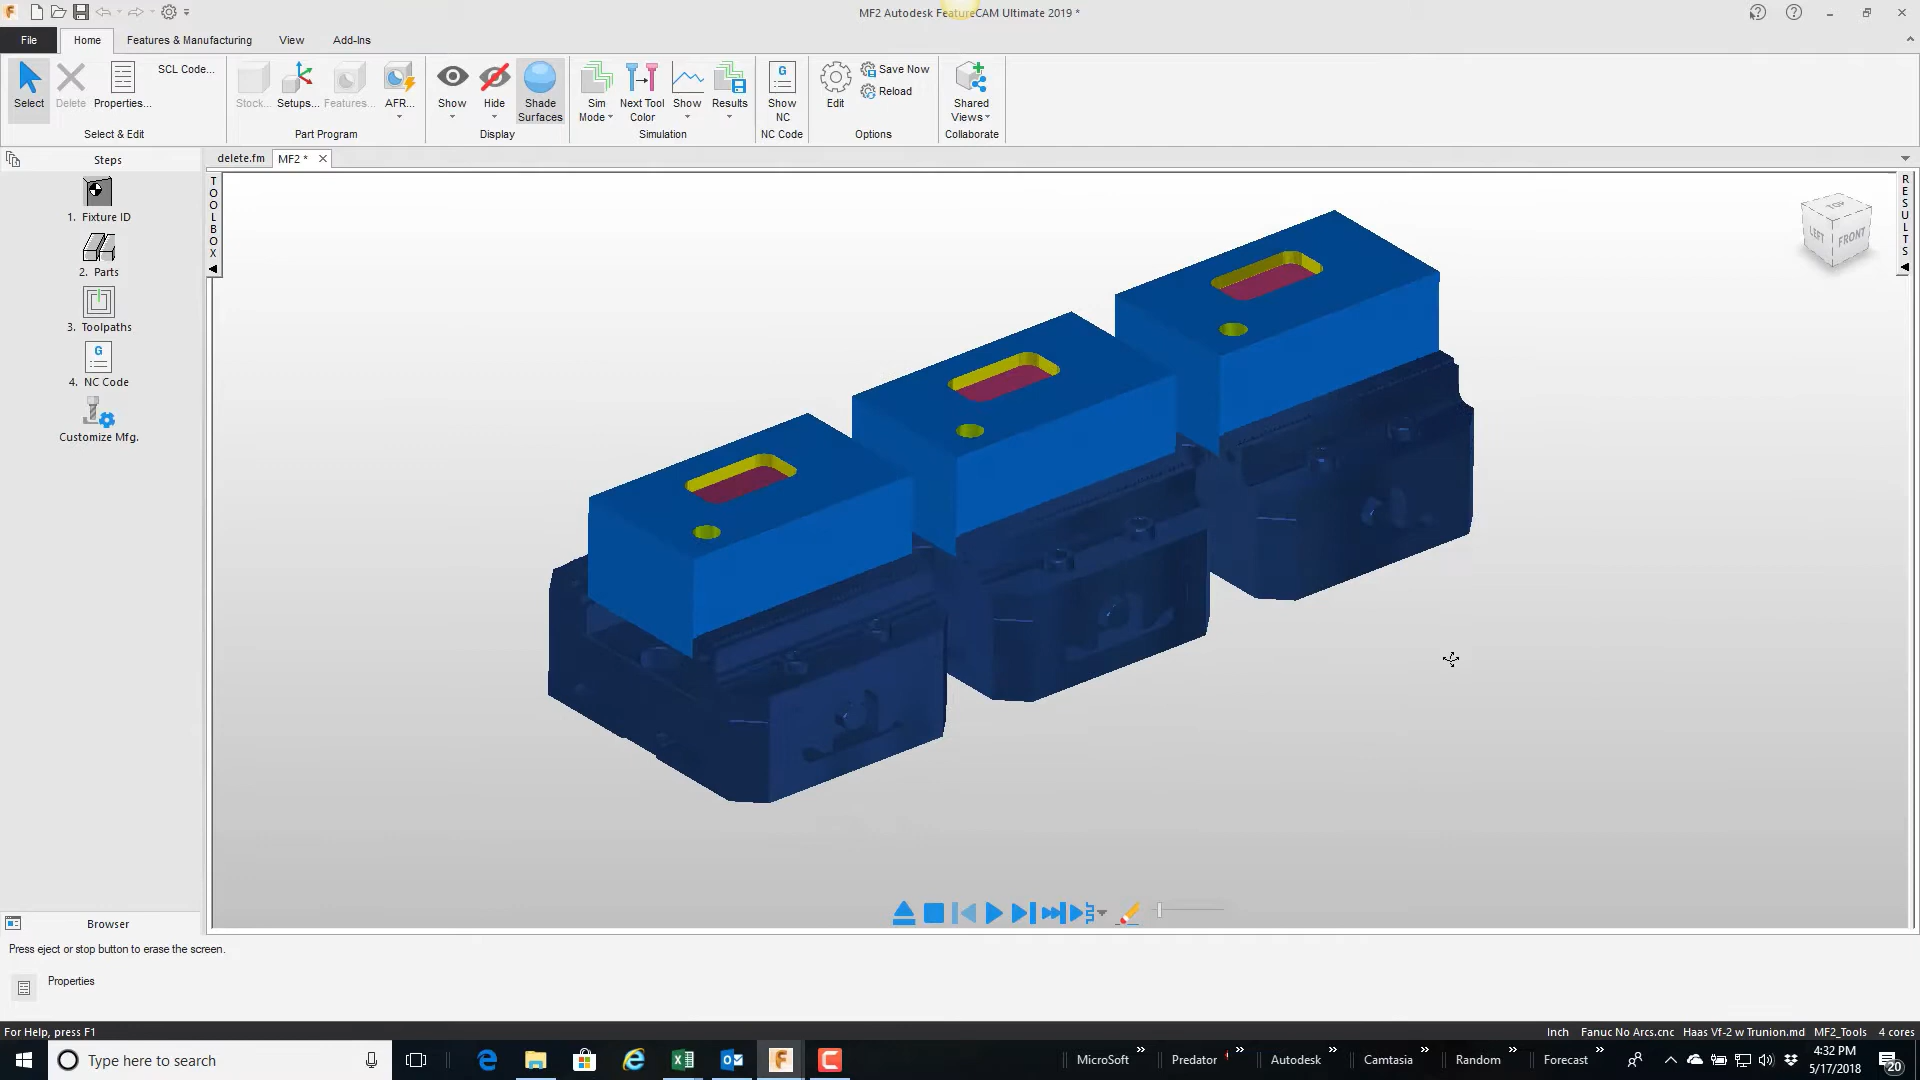 MF2 Autodesk FeatureCAM Ultimate 2019 *
File
Home
Features & Manufacturing
View
Add-Ins
Select
Delete
Properties...
SCL Code...
Select & Edit
Stock...
Setups...
Features...
AFR...
Part Program
Show
Hide
Shade
Surfaces
Display
Sim
Mode
Next Tool
Color
Show
Results
Simulation
G
Show
NC
NC Code
Edit
Save Now
Reload
Options
Shared
Views
Collaborate
Steps
delete.fm
MF2 *
TOOLBOX
RESULTS
TOP
LEFT
FRONT
1. Fixture ID
2. Parts
3. Toolpaths
G
4. NC Code
Customize Mfg.
Browser
Press eject or stop button to erase the screen.
Properties
For Help, press F1
Inch
Fanuc No Arcs.cnc
Haas Vf-2 w Trunion.md
MF2_Tools
4 cores
Type here to search
MicroSoft
Predator
Autodesk
Camtasia
Random
Forecast
4:32 PM
5/17/2018
20